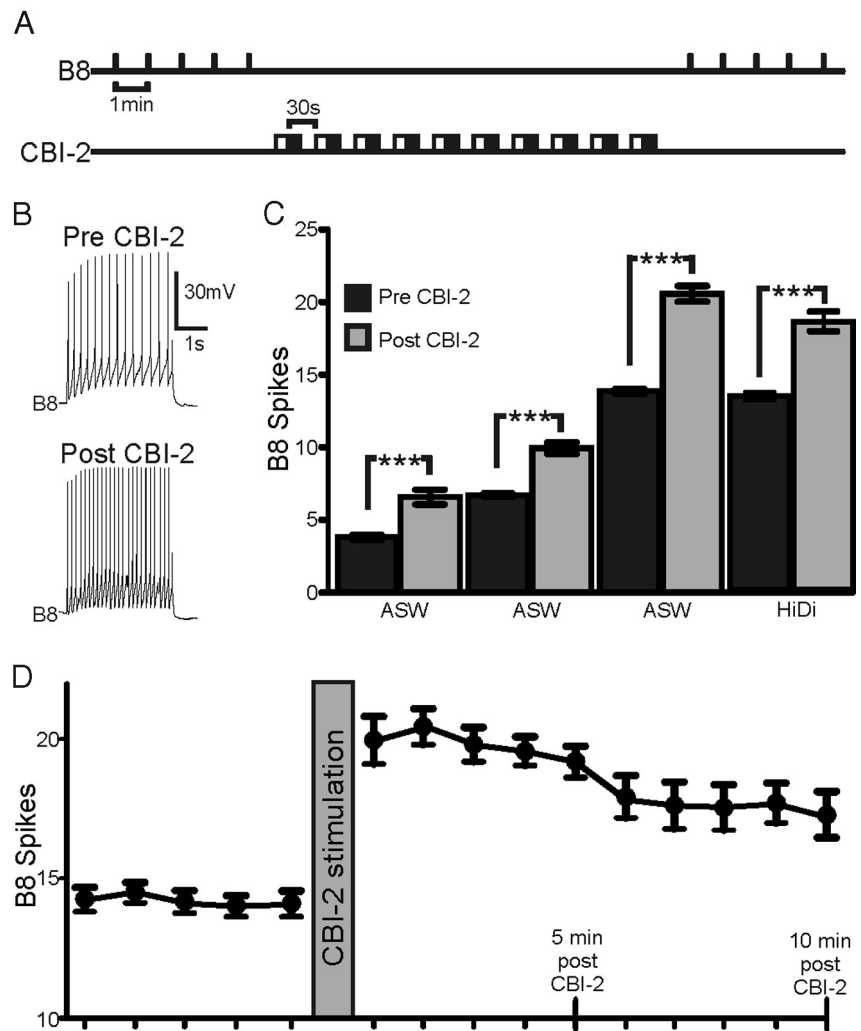 A
B8
1min
30s
CBI-2
B
Pre CBI-2
30mV
1s
B8
Post CBI-2
B8
C
25
20
15
10
5
0
B8 Spikes
Pre CBI-2
Post CBI-2
***
***
***
***
ASW
ASW
ASW
HiDi
D
20
15
10
B8 Spikes
CBI-2 stimulation
5 min
post
CBI-2
10 min
post
CBI-2